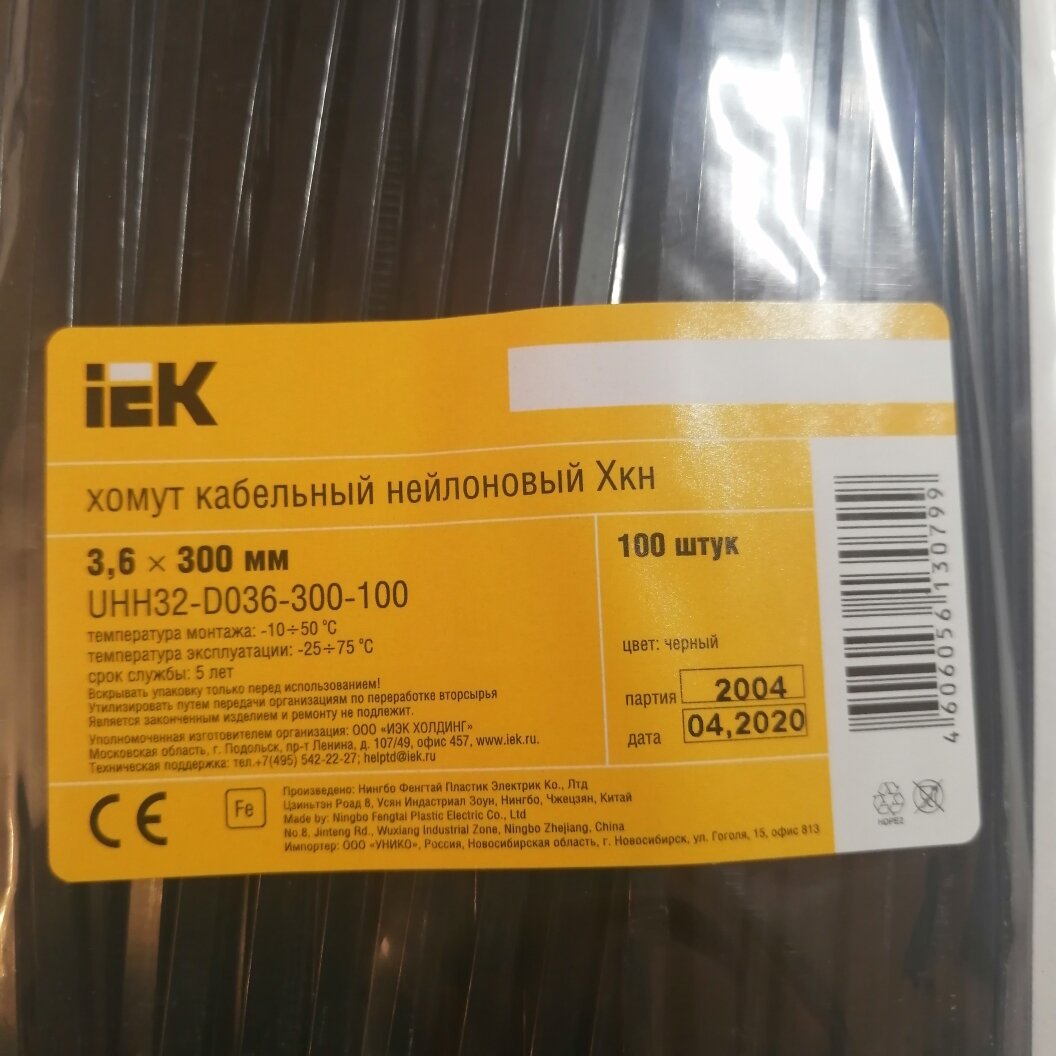 iEK
хомут кабельный нейлоновый Хкн
3,6 × 300 мм
UHH32-D036-300-100
температура монтажа: -10÷50 °C
температура эксплуатации: -25÷75 °C
срок службы: 5 лет
Вскрывать упаковку только перед использованием!
Утилизировать путем передачи организациям по переработке вторсырья
Является законченным изделием и ремонту не подлежит.
Уполномоченная изготовителем организация: ООО «ИЭК ХОЛДИНГ»
Московская область, г. Подольск, пр-т Ленина, д. 107/49, офис 457, www.iek.ru.
Техническая поддержка: тел.+7(495) 542-22-27; helptd@iek.ru
100 штук
цвет: черный
партия 2004
дата 04,2020
4606056130799
CE
Fe
Произведено: Нингбо Фенгтай Пластик Электрик Ко., Лтд
Цзиньтэн Роад 8, Усян Индастриал Зоун, Нингбо, Чжецзян, Китай
Made by: Ningbo Fengtai Plastic Electric Co., Ltd
No.8, Jinteng Rd., Wuxiang Industrial Zone, Ningbo Zhejiang, China
Импортер: ООО «УНИКО», Россия, Новосибирская область, г. Новосибирск, ул. Гоголя, 15, офис 813
HDPE2